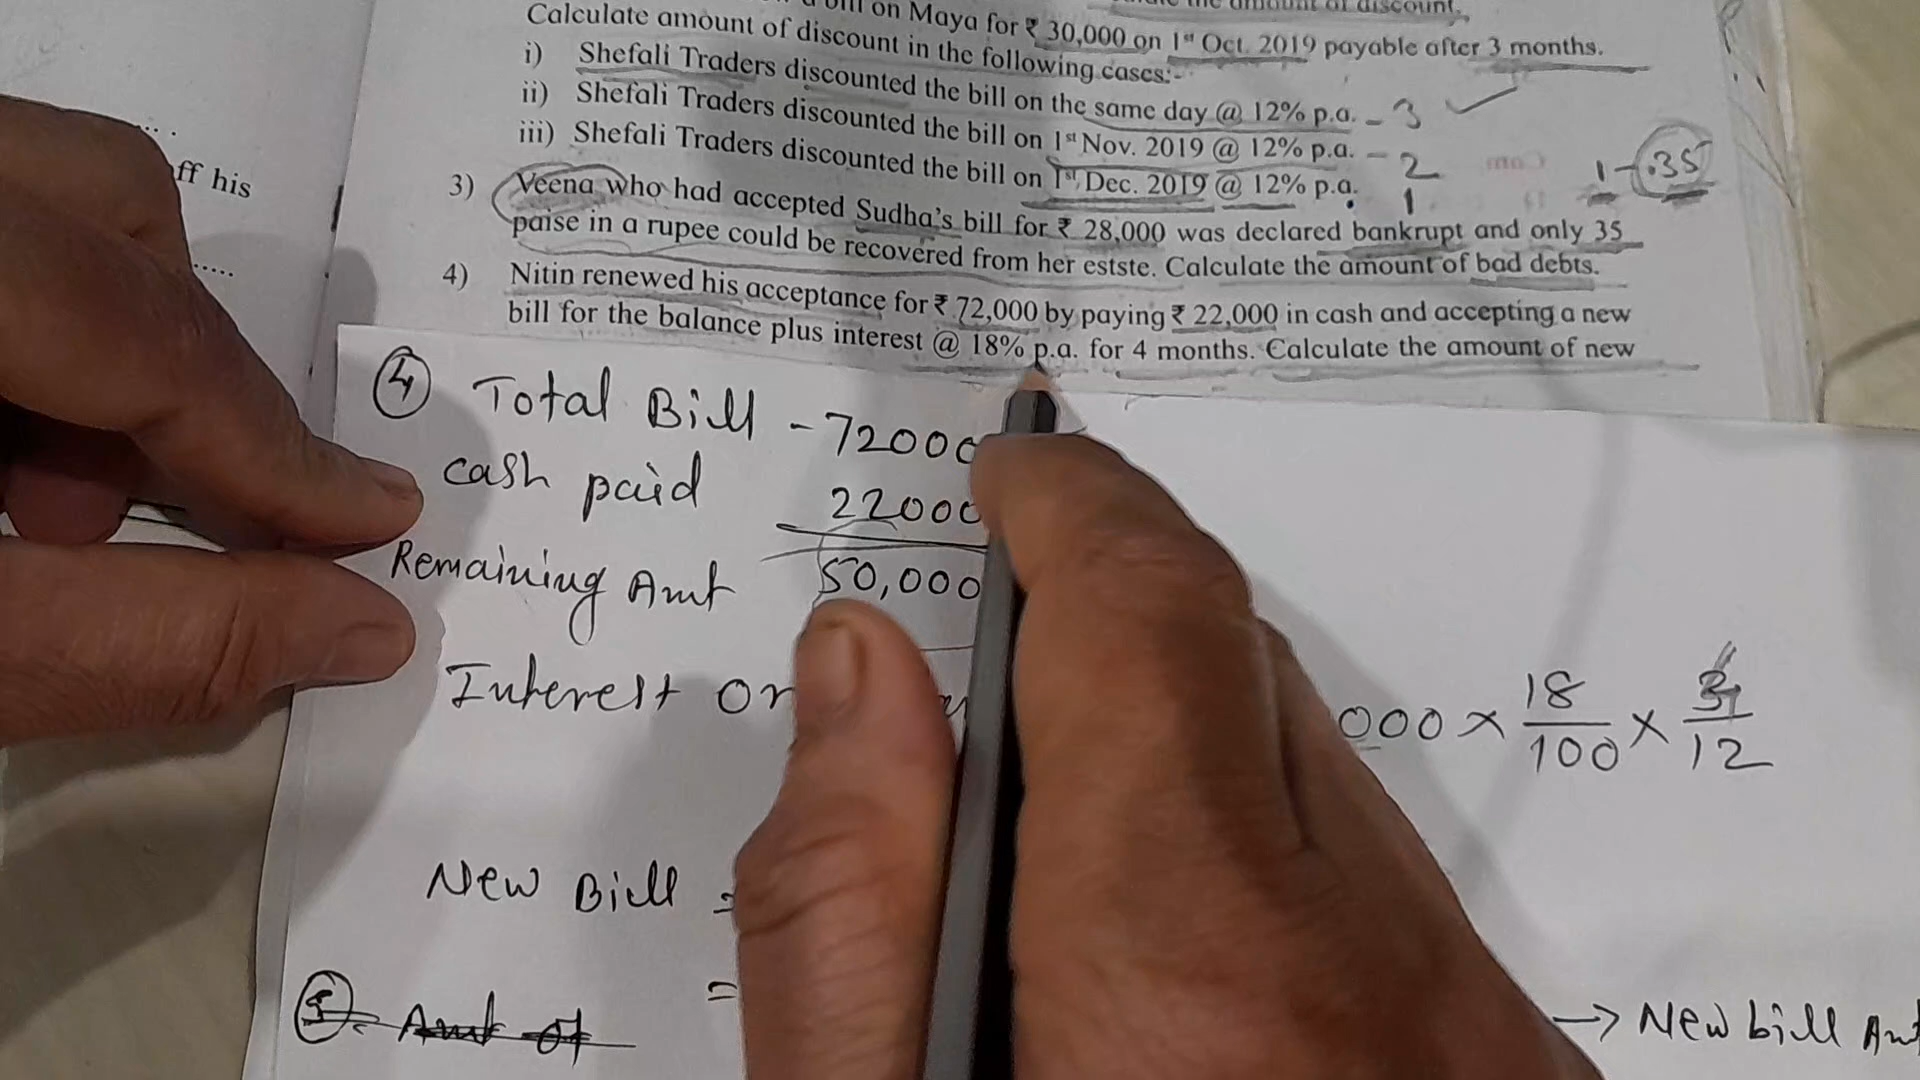 bill on Maya for ₹ 30,000 on 1st Oct. 2019 payable after 3 months.
Calculate amount of discount in the following cases:-
i) Shefali Traders discounted the bill on the same day @ 12% p.a. - 3
ii) Shefali Traders discounted the bill on 1st Nov. 2019 @ 12% p.a. - 2
iii) Shefali Traders discounted the bill on 1st Dec. 2019 @ 12% p.a. 1
1 - .35
3) Veena who had accepted Sudha's bill for ₹ 28,000 was declared bankrupt and only 35
paise in a rupee could be recovered from her estste. Calculate the amount of bad debts.
4) Nitin renewed his acceptance for ₹ 72,000 by paying ₹ 22,000 in cash and accepting a new
bill for the balance plus interest @ 18% p.a. for 4 months. Calculate the amount of new
ff his
.....
4 Total Bill - 72000
cash paid 22000
Remaining Amt 50,000
Interest on
000 × 18/100 × /12
New Bill =
=
→ New bill Am
5. Amt of